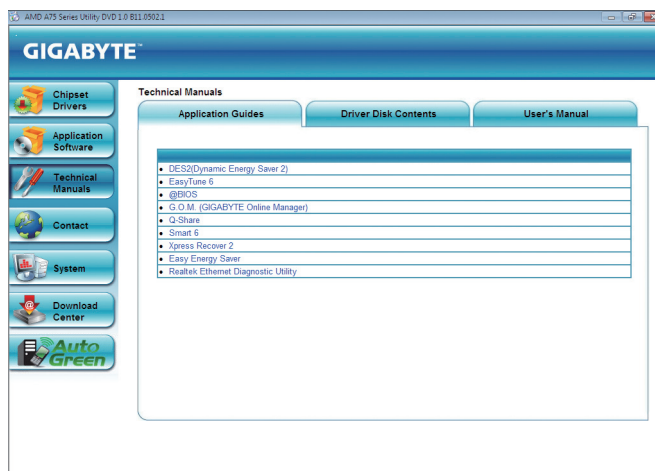 AMD A75 Series Utility DVD 1.0 B11.0502.1
GIGABYTE™
Chipset
Drivers
Application
Software
Technical
Manuals
Contact
System
Download
Center
Auto
Green
Technical Manuals
Application Guides
Driver Disk Contents
User's Manual
• DES2(Dynamic Energy Saver 2)
• EasyTune 6
• @BIOS
• G.O.M. (GIGABYTE Online Manager)
• Q-Share
• Smart 6
• Xpress Recover 2
• Easy Energy Saver
• Realtek Ethernet Diagnostic Utility